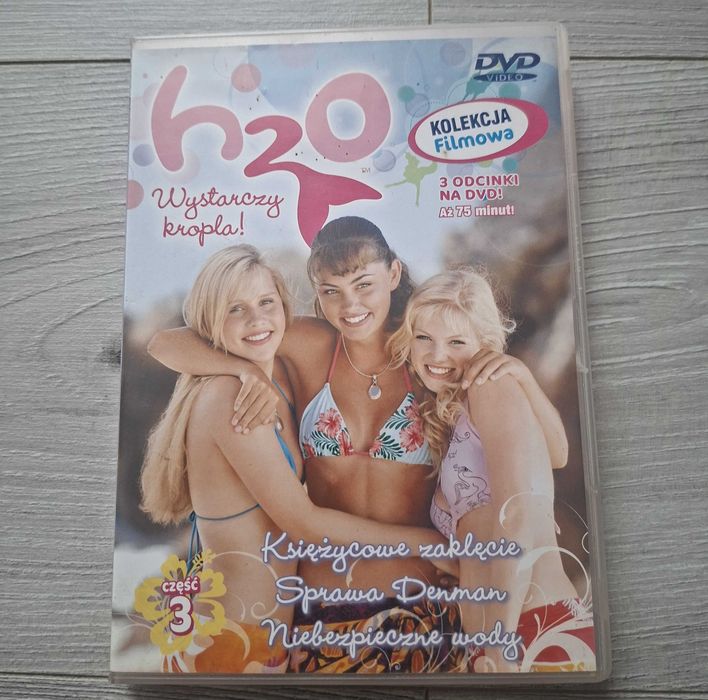 h2o
TM
Wystarczy
kropla!
DVD
VIDEO
KOLEKCJA
Filmowa
3 ODCINKI
NA DVD!
Aż 75 minut!
Księżycowe zaklęcie
Sprawa Denman
Niebezpieczne wody
część
3